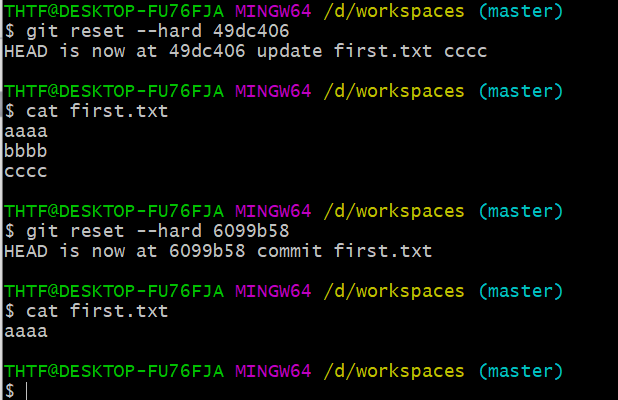 THTF@DESKTOP-FU76FJA MINGW64 /d/workspaces (master)
$ git reset --hard 49dc406
HEAD is now at 49dc406 update first.txt cccc
THTF@DESKTOP-FU76FJA MINGW64 /d/workspaces (master)
$ cat first.txt
aaaa
bbbb
cccc
THTF@DESKTOP-FU76FJA MINGW64 /d/workspaces (master)
$ git reset --hard 6099b58
HEAD is now at 6099b58 commit first.txt
THTF@DESKTOP-FU76FJA MINGW64 /d/workspaces (master)
$ cat first.txt
aaaa
THTF@DESKTOP-FU76FJA MINGW64 /d/workspaces (master)
$